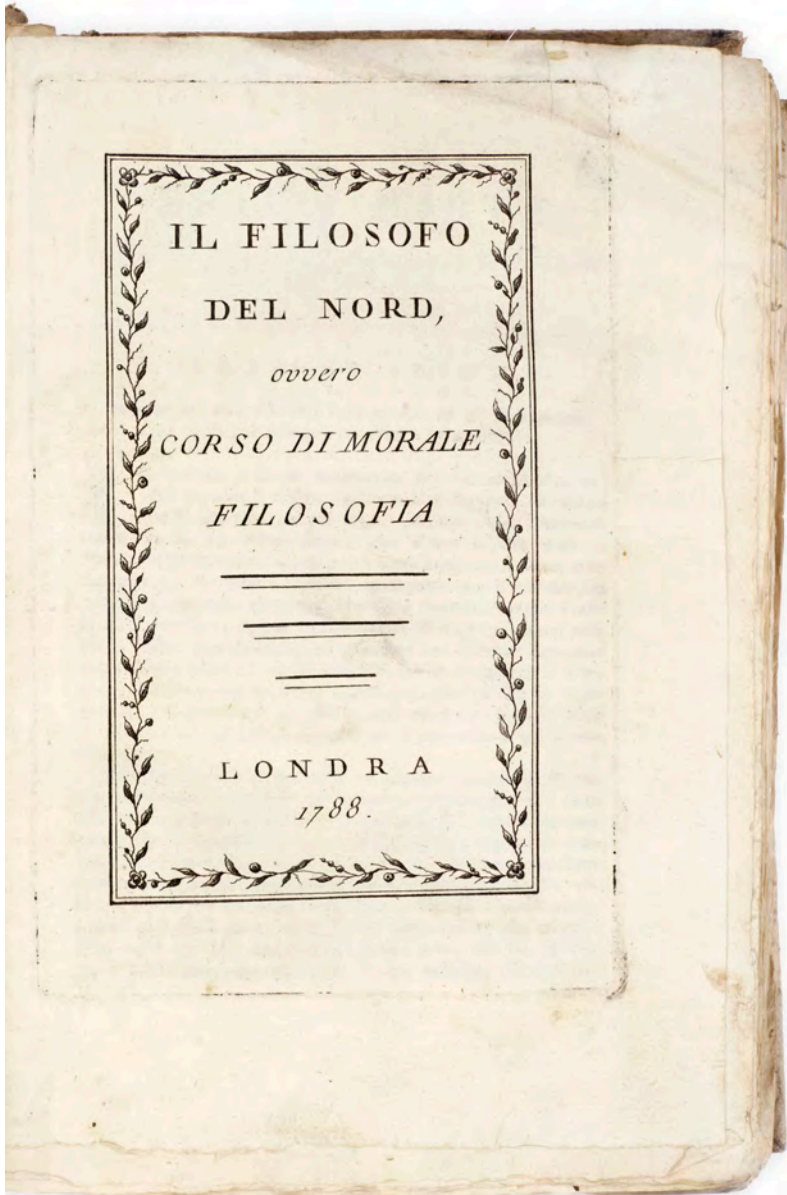 IL FILOSOFO
DEL NORD,
ovvero
CORSO DI MORALE
FILOSOFIA
LONDRA
1788.